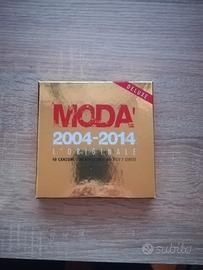 DELUXE
MODA'
2004-2014
L'ORIGINALE
subito